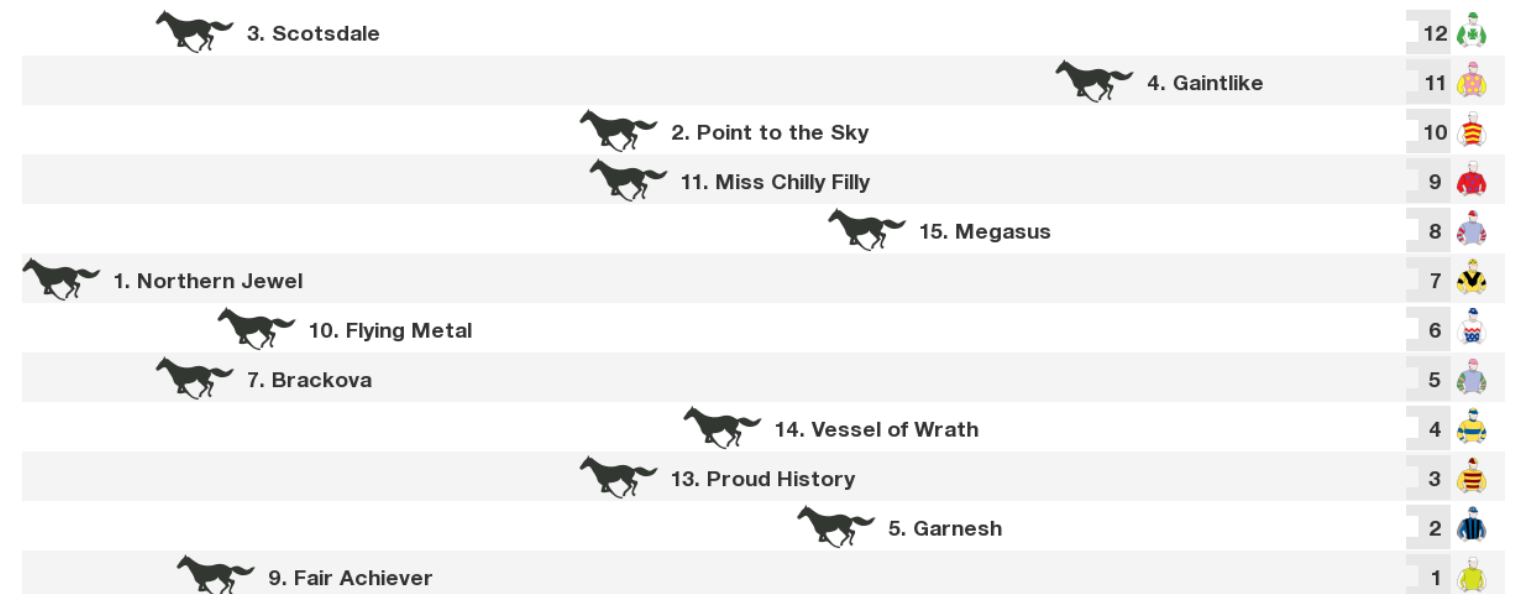 3. Scotsdale 12
4. Gaintlike 11
2. Point to the Sky 10
11. Miss Chilly Filly 9
15. Megasus 8
1. Northern Jewel 7
10. Flying Metal 6
7. Brackova 5
14. Vessel of Wrath 4
13. Proud History 3
5. Garnesh 2
9. Fair Achiever 1